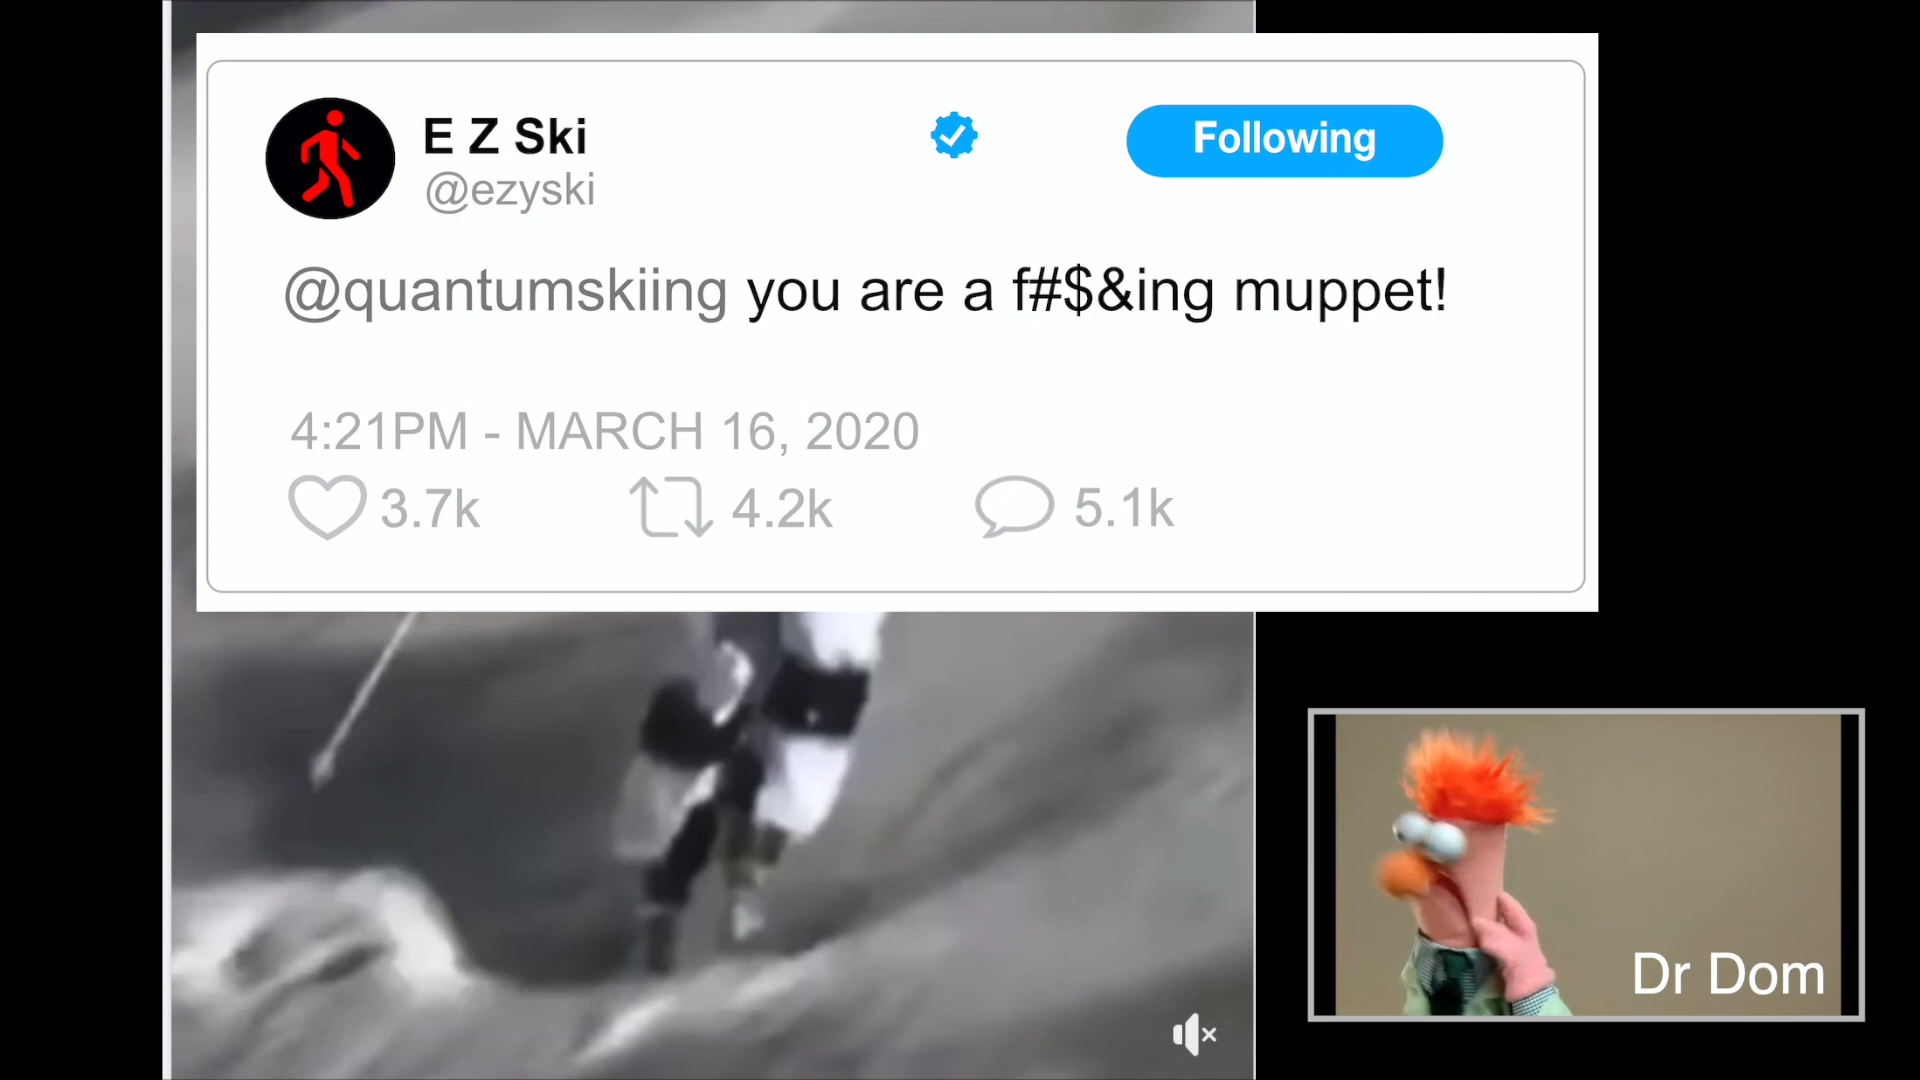 E Z Ski
Following
@ezyski
@quantumskiing you are a f#$&ing muppet!
4:21PM - MARCH 16, 2020
3.7k 4.2k 5.1k
Dr Dom